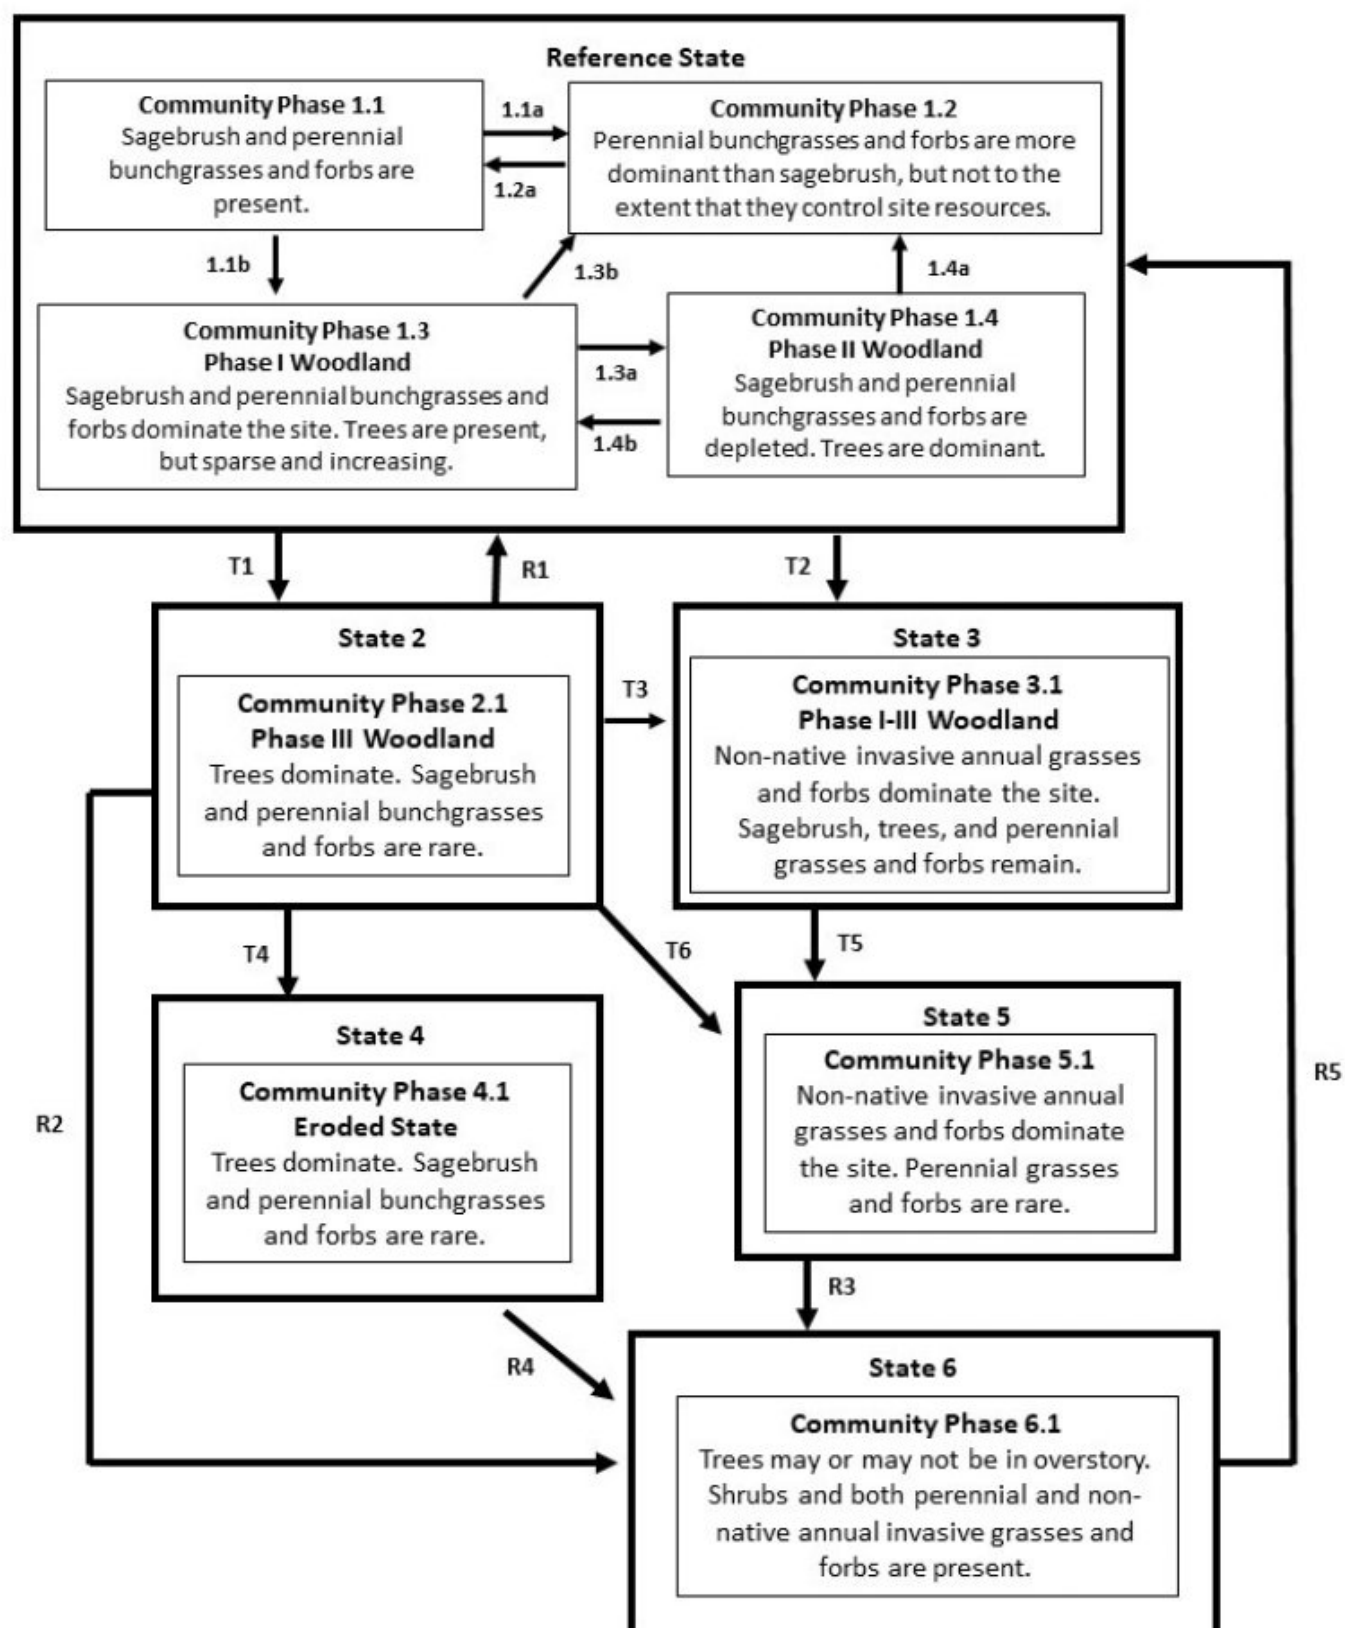 Reference State
Community Phase 1.1
Sagebrush and perennial
bunchgrasses and forbs are
present.
1.1a
1.2a
Community Phase 1.2
Perennial bunchgrasses and forbs are more
dominant than sagebrush, but not to the
extent that they control site resources.
1.1b
1.3b
1.4a
Community Phase 1.3
Phase I Woodland
Sagebrush and perennial bunchgrasses and
forbs dominate the site. Trees are present,
but sparse and increasing.
1.3a
1.4b
Community Phase 1.4
Phase II Woodland
Sagebrush and perennial
bunchgrasses and forbs are
depleted. Trees are dominant.
T1
R1
T2
State 2
Community Phase 2.1
Phase III Woodland
Trees dominate. Sagebrush
and perennial bunchgrasses
and forbs are rare.
T3
State 3
Community Phase 3.1
Phase I-III Woodland
Non-native invasive annual grasses
and forbs dominate the site.
Sagebrush, trees, and perennial
grasses and forbs remain.
T4
T6
T5
State 4
Community Phase 4.1
Eroded State
Trees dominate. Sagebrush
and perennial bunchgrasses
and forbs are rare.
State 5
Community Phase 5.1
Non-native invasive annual
grasses and forbs dominate
the site. Perennial grasses
and forbs are rare.
R2
R5
R3
R4
State 6
Community Phase 6.1
Trees may or may not be in overstory.
Shrubs and both perennial and non-
native annual invasive grasses and
forbs are present.